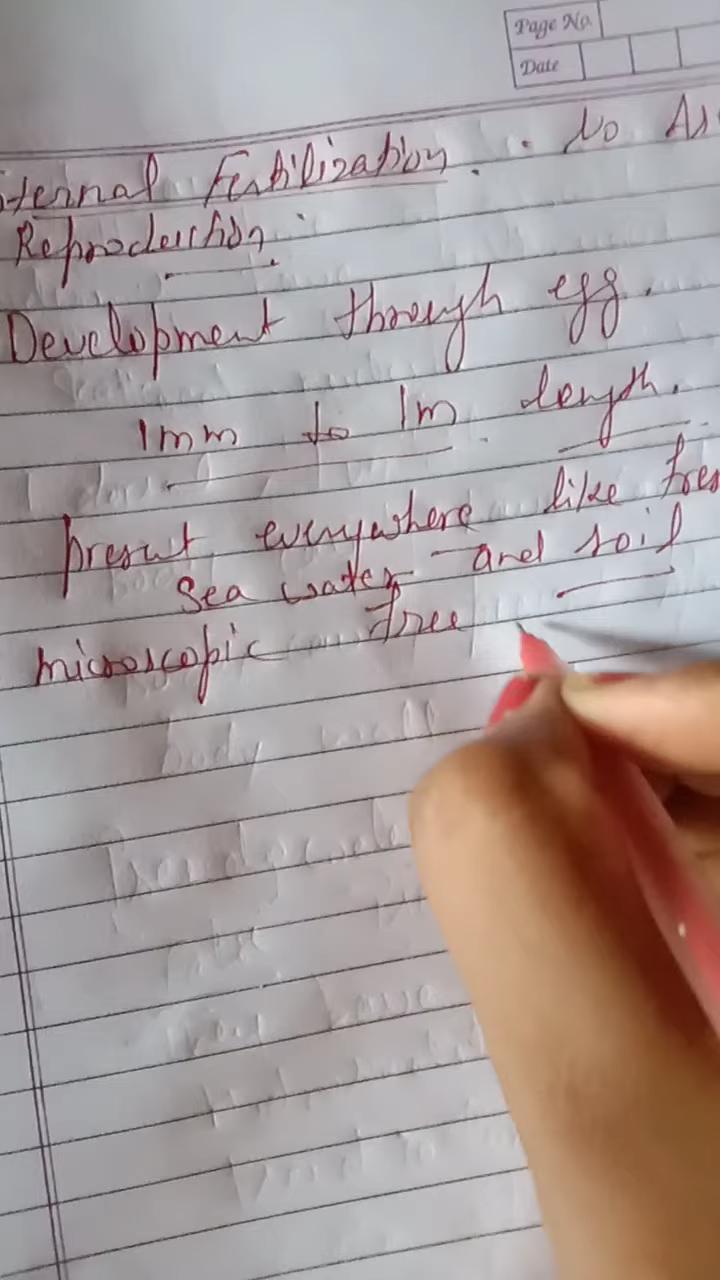 Page No.
Date
ternal Fertilization. . No As
Reproduction.
Development through egg.
1mm to 1m length.
present everywhere like fres
sea water and soil
microscopic free